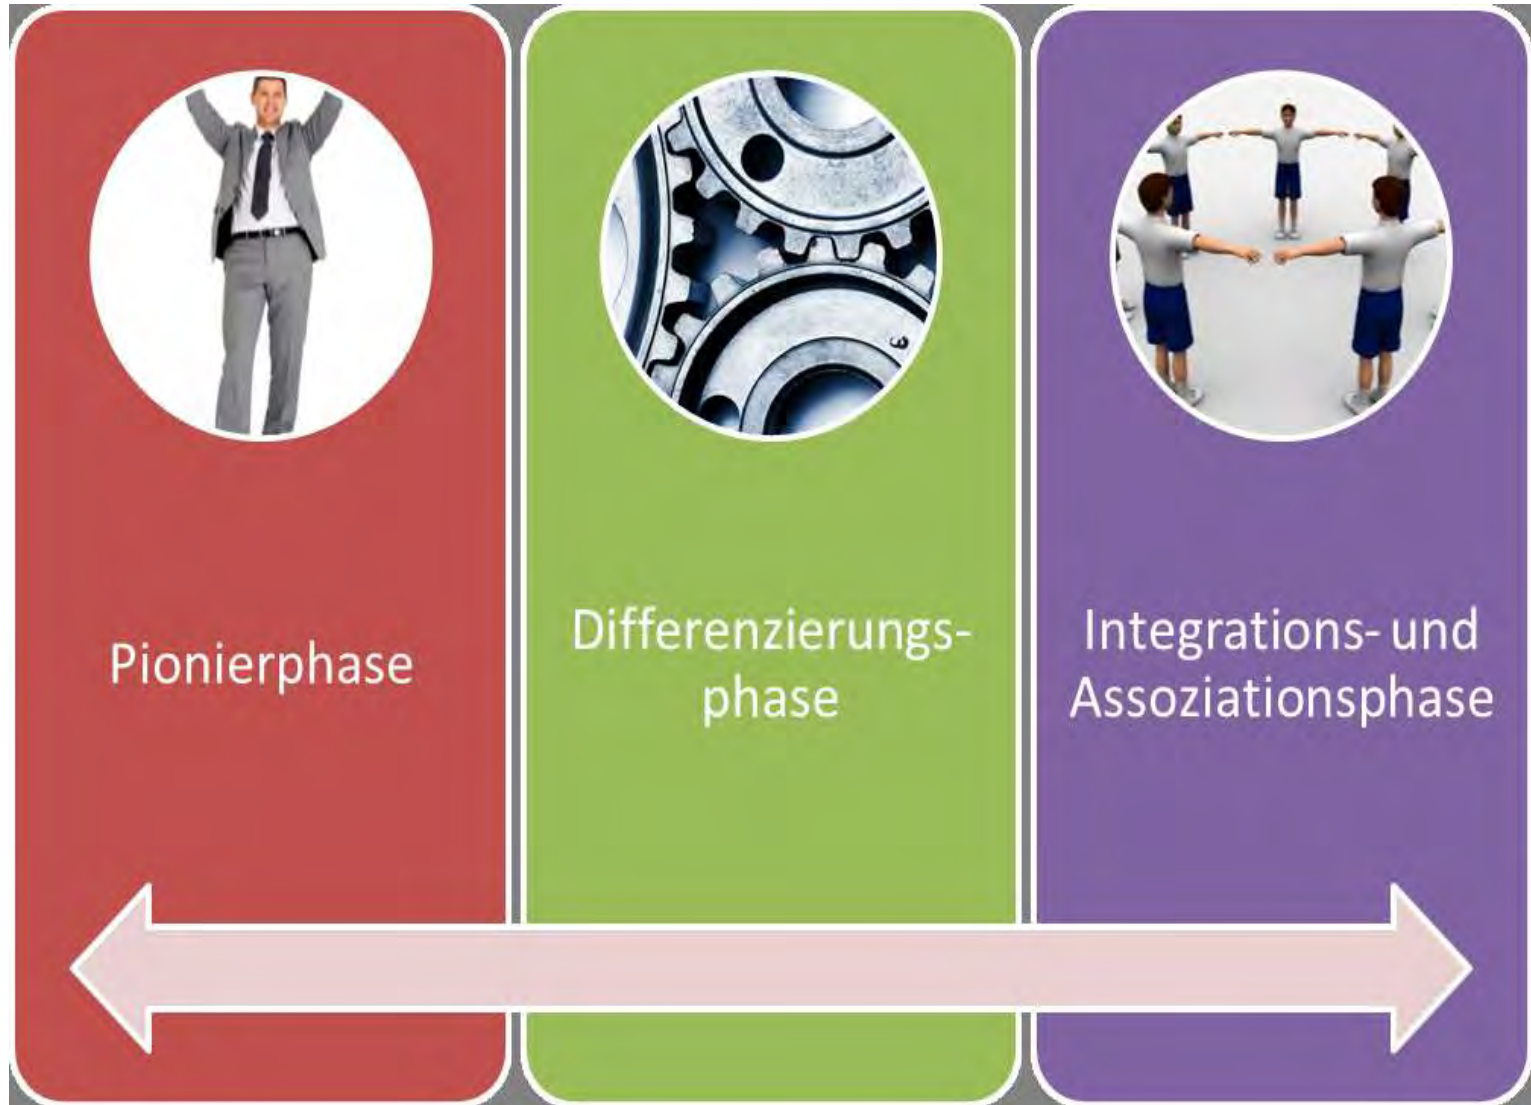 Pionierphase
Differenzierungs-
phase
Integrations- und
Assoziationsphase